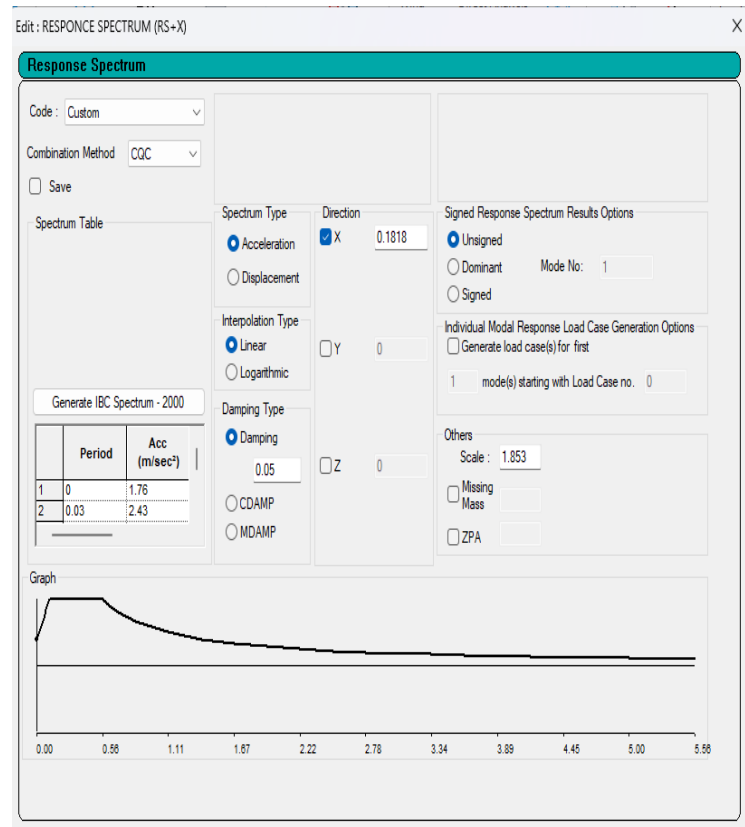 Edit : RESPONCE SPECTRUM (RS+X)
X
Response Spectrum
Code : Custom
Combination Method CQC
Save
Spectrum Table
Generate IBC Spectrum - 2000
Period Acc (m/sec²)
1 0 1.76
2 0.03 2.43
Spectrum Type
Acceleration
Displacement
Interpolation Type
Linear
Logarithmic
Damping Type
Damping
0.05
CDAMP
MDAMP
Direction
X 0.1818
Y 0
Z 0
Signed Response Spectrum Results Options
Unsigned
Dominant Mode No: 1
Signed
Individual Modal Response Load Case Generation Options
Generate load case(s) for first
1 mode(s) starting with Load Case no. 0
Others
Scale : 1.853
Missing
Mass
ZPA
Graph
0.00 0.56 1.11 1.67 2.22 2.78 3.34 3.89 4.45 5.00 5.56